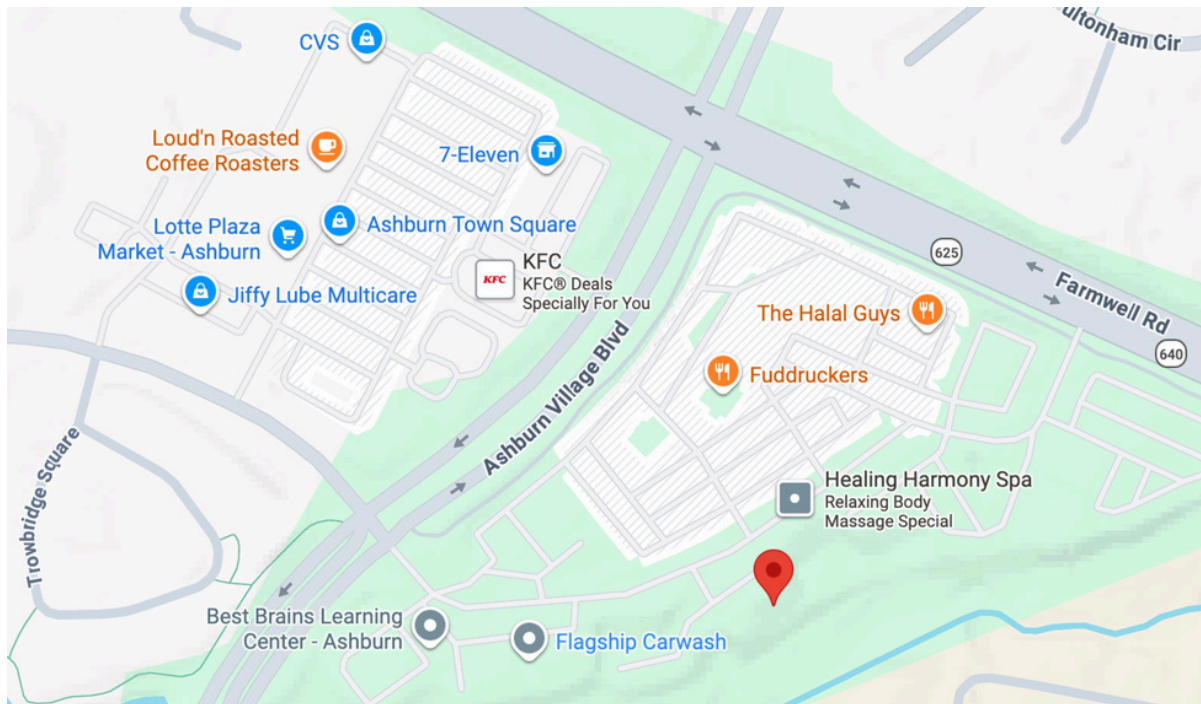 CVS
ultonham Cir
Loud'n Roasted
Coffee Roasters
7-Eleven
Lotte Plaza
Market - Ashburn
Ashburn Town Square
625
KFC
KFC
KFC® Deals
Specially For You
Jiffy Lube Multicare
Farmwell Rd
The Halal Guys
640
Fuddruckers
Ashburn Village Blvd
Trowbridge Square
Healing Harmony Spa
Relaxing Body
Massage Special
Best Brains Learning
Center - Ashburn
Flagship Carwash